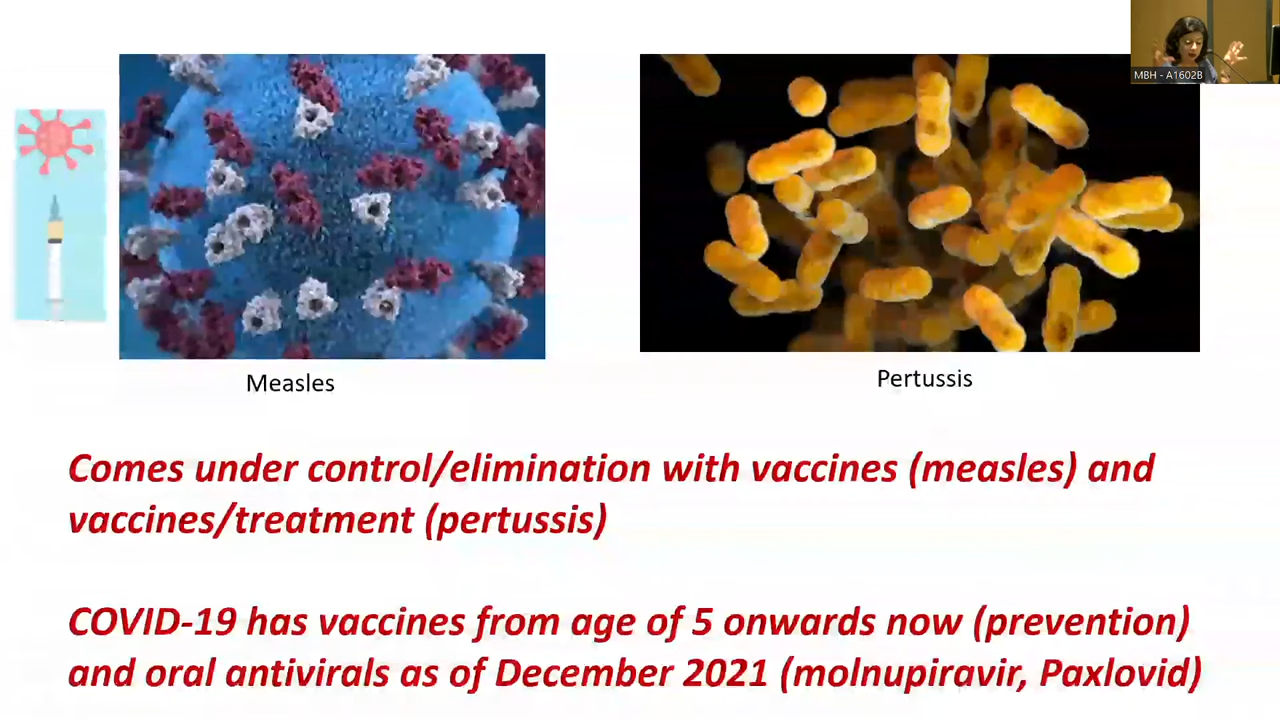 MBH - A1602B
Measles
Pertussis
Comes under control/elimination with vaccines (measles) and
vaccines/treatment (pertussis)
COVID-19 has vaccines from age of 5 onwards now (prevention)
and oral antivirals as of December 2021 (molnupiravir, Paxlovid)